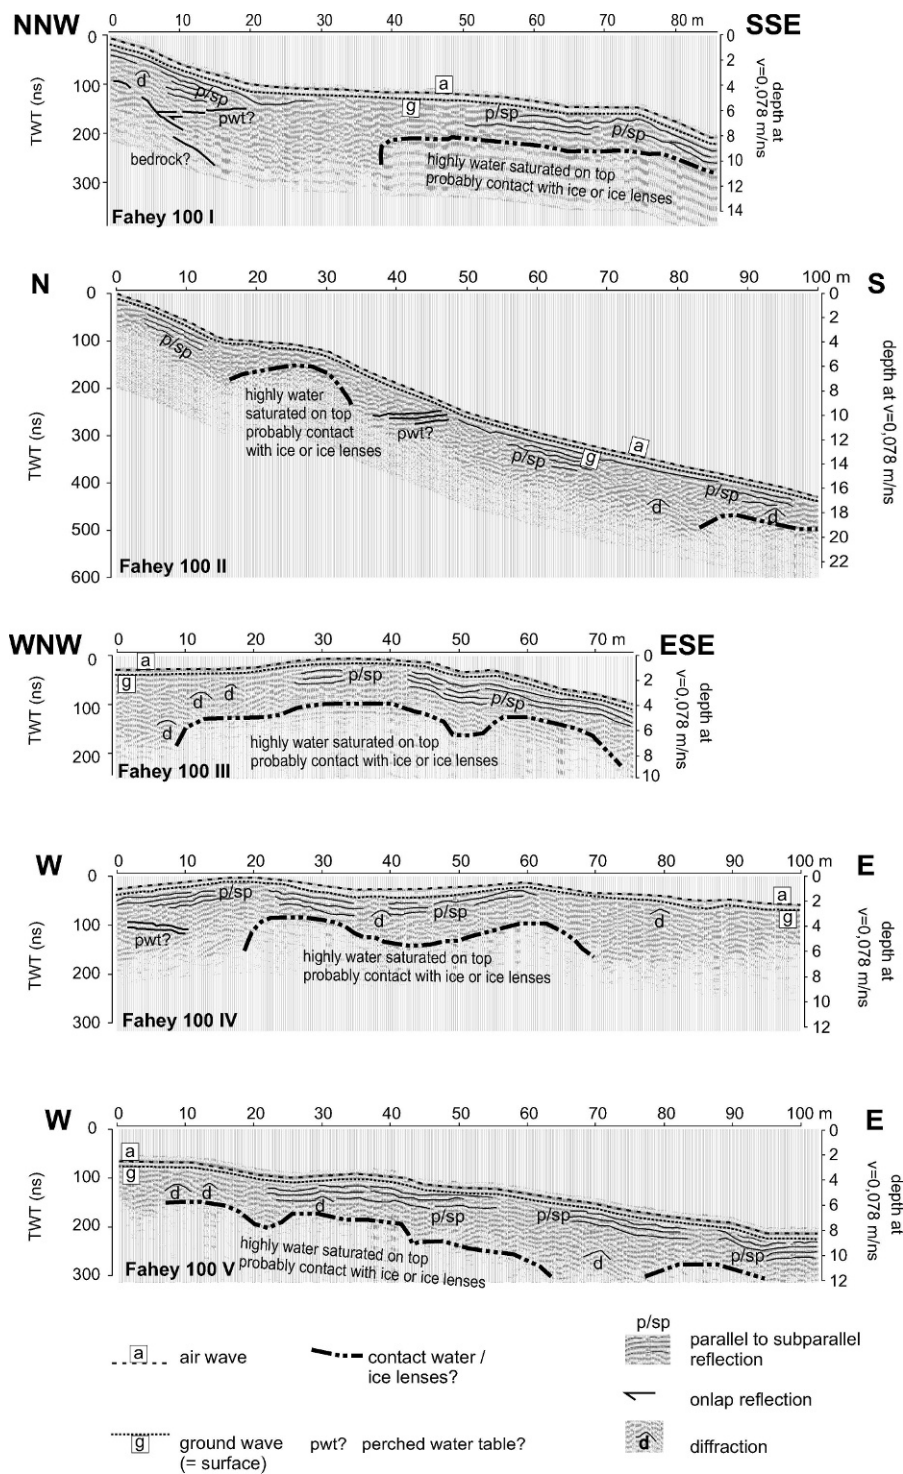 NNW 0 10 20 30 40 50 60 70 80 m SSE
0
100
200
300
TWT (ns)
0
2
4
6
8
10
12
14
depth at
v=0,078 m/ns
a
g
d
p/sp
pwt?
bedrock?
p/sp
p/sp
highly water saturated on top
probably contact with ice or ice lenses
Fahey 100 I
N 0 10 20 30 40 50 60 70 80 90 100 m S
0
100
200
300
400
500
600
TWT (ns)
0
2
4
6
8
10
12
14
16
18
20
22
depth at v=0,078 m/ns
p/sp
highly water
saturated on top
probably contact
with ice or ice lenses
pwt?
p/sp
g
a
d
p/sp
d
Fahey 100 II
WNW 0 10 20 30 40 50 60 70 m ESE
0
100
200
TWT (ns)
0
2
4
6
8
10
depth at
v=0,078 m/ns
a
g
d
d
d
p/sp
p/sp
highly water saturated on top
probably contact with ice or ice lenses
Fahey 100 III
W 0 10 20 30 40 50 60 70 80 90 100 m E
0
100
200
300
TWT (ns)
0
2
4
6
8
10
12
depth at
v=0,078 m/ns
p/sp
pwt?
d
p/sp
d
a
g
highly water saturated on top
probably contact with ice or ice lenses
Fahey 100 IV
W 0 10 20 30 40 50 60 70 80 90 100 m E
0
100
200
300
TWT (ns)
0
2
4
6
8
10
12
depth at
v=0,078 m/ns
a
g
d
d
d
p/sp
p/sp
d
p/sp
highly water saturated on top
probably contact with ice or ice lenses
Fahey 100 V
a air wave
contact water /
ice lenses?
p/sp
parallel to subparallel
reflection
onlap reflection
g ground wave
(= surface)
pwt? perched water table?
d diffraction